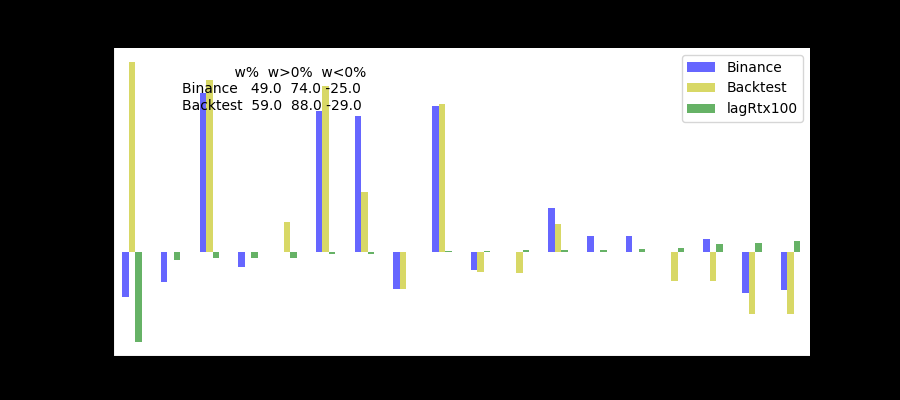 w% w>0% w<0%
Binance 49.0 74.0 -25.0
Backtest 59.0 88.0 -29.0
Binance
Backtest
lagRtx100